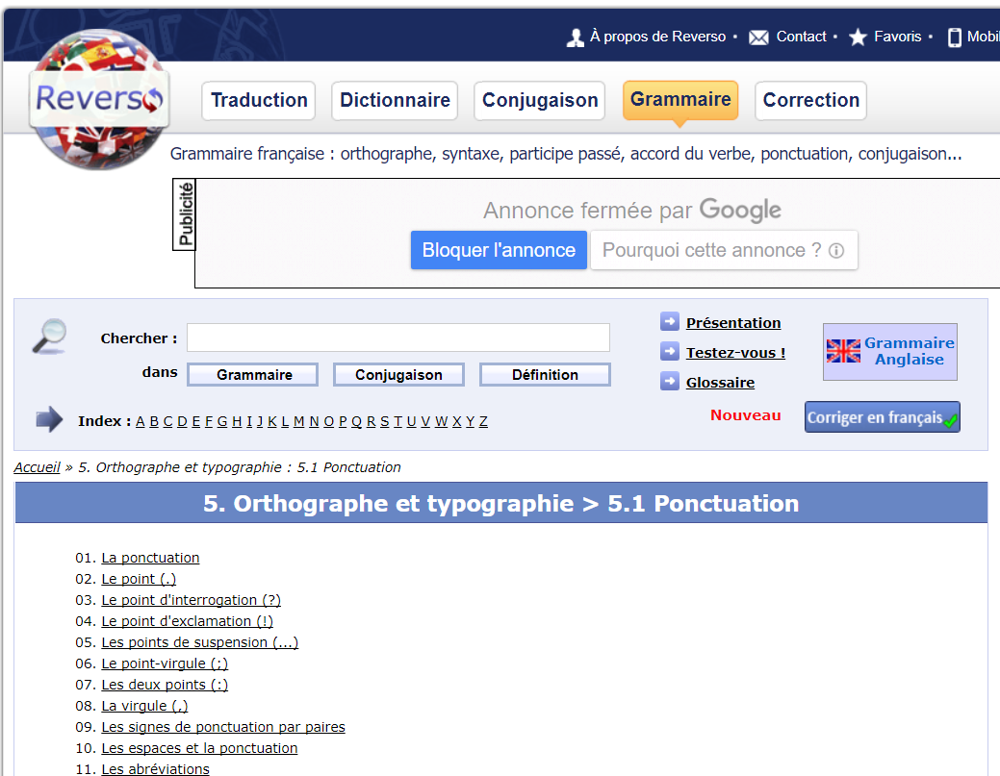 À propos de Reverso • Contact • Favoris • Mobil
Reverso
Traduction Dictionnaire Conjugaison Grammaire Correction
Grammaire française : orthographe, syntaxe, participe passé, accord du verbe, ponctuation, conjugaison...
Publicité
Annonce fermée par Google
Bloquer l'annonce Pourquoi cette annonce ?
Chercher :
dans Grammaire Conjugaison Définition
Index : A B C D E F G H I J K L M N O P Q R S T U V W X Y Z
Présentation
Testez-vous !
Glossaire
Nouveau
Grammaire
Anglaise
Corriger en français
Accueil » 5. Orthographe et typographie : 5.1 Ponctuation
5. Orthographe et typographie > 5.1 Ponctuation
01. La ponctuation
02. Le point (.)
03. Le point d'interrogation (?)
04. Le point d'exclamation (!)
05. Les points de suspension (...)
06. Le point-virgule (;)
07. Les deux points (:)
08. La virgule (,)
09. Les signes de ponctuation par paires
10. Les espaces et la ponctuation
11. Les abréviations